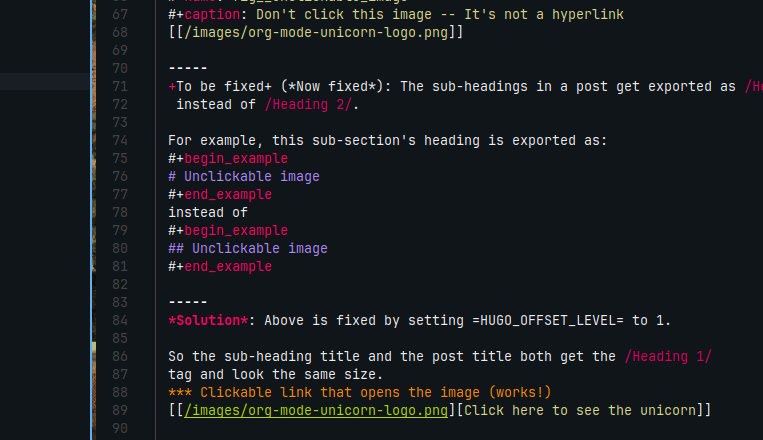 67 #+caption: Don't click this image -- It's not a hyperlink
68 [[/images/org-mode-unicorn-logo.png]]
69
70 -----
71 +To be fixed+ (*Now fixed*): The sub-headings in a post get exported as
72 instead of /Heading 2/.
73
74 For example, this sub-section's heading is exported as:
75 #+begin_example
76 # Unclickable image
77 #+end_example
78 instead of
79 #+begin_example
80 ## Unclickable image
81 #+end_example
82
83 -----
84 *Solution*: Above is fixed by setting =HUGO_OFFSET_LEVEL= to 1.
85
86 So the sub-heading title and the post title both get the /Heading 1/
87 tag and look the same size.
88 *** Clickable link that opens the image (works!)
89 [[/images/org-mode-unicorn-logo.png][Click here to see the unicorn]]
90